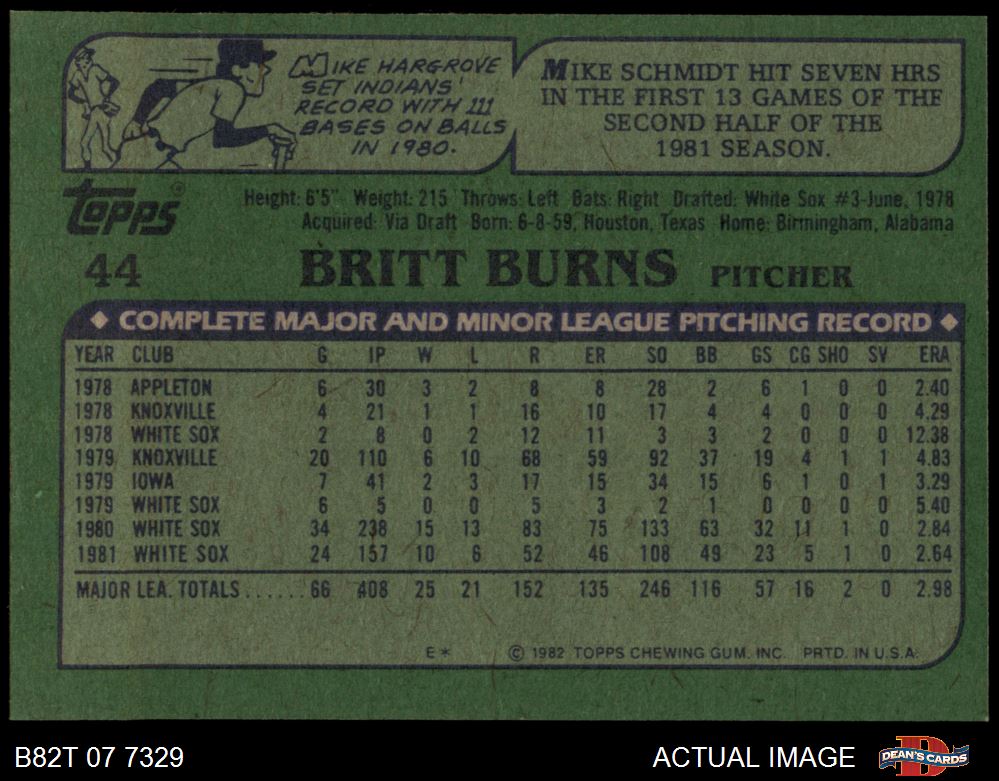 MIKE HARGROVE
SET INDIANS'
RECORD WITH 111
BASES ON BALLS
IN 1980.
MIKE SCHMIDT HIT SEVEN HRS
IN THE FIRST 13 GAMES OF THE
SECOND HALF OF THE
1981 SEASON.
Topps®
Height: 6'5" Weight: 215 Throws: Left Bats: Right Drafted: White Sox #3-June, 1978
Acquired: Via Draft Born: 6-8-59, Houston, Texas Home: Birmingham, Alabama
44 BRITT BURNS PITCHER
◆ COMPLETE MAJOR AND MINOR LEAGUE PITCHING RECORD ◆
YEAR CLUB G IP W L R ER SO BB GS CG SHO SV ERA
1978 APPLETON 6 30 3 2 8 8 28 2 6 1 0 0 2.40
1978 KNOXVILLE 4 21 1 1 16 10 17 4 4 0 0 0 4.29
1978 WHITE SOX 2 8 0 2 12 11 3 3 2 0 0 0 12.38
1979 KNOXVILLE 20 110 6 10 68 59 92 37 19 4 1 1 4.83
1979 IOWA 7 41 2 3 17 15 34 15 6 1 0 1 3.29
1979 WHITE SOX 6 5 0 0 5 3 2 1 0 0 0 0 5.40
1980 WHITE SOX 34 238 15 13 83 75 133 63 32 11 1 0 2.84
1981 WHITE SOX 24 157 10 6 52 46 108 49 23 5 1 0 2.64
MAJOR LEA. TOTALS ...... 66 408 25 21 152 135 246 116 57 16 2 0 2.98
E* © 1982 TOPPS CHEWING GUM, INC. PRTD. IN U.S.A.
B82T 07 7329 ACTUAL IMAGE DEAN'S CARDS